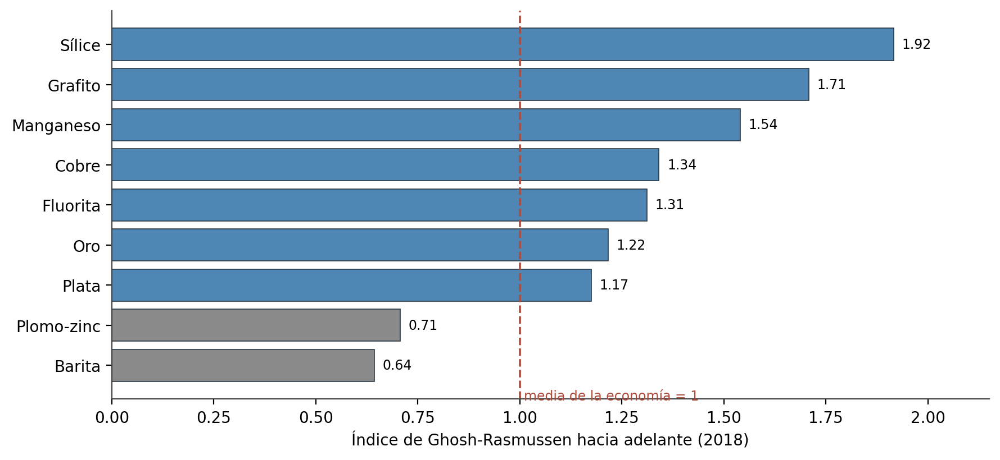 Sílice 1.92
Grafito 1.71
Manganeso 1.54
Cobre 1.34
Fluorita 1.31
Oro 1.22
Plata 1.17
Plomo-zinc 0.71
Barita 0.64
media de la economía = 1
0.00 0.25 0.50 0.75 1.00 1.25 1.50 1.75 2.00
Índice de Ghosh-Rasmussen hacia adelante (2018)